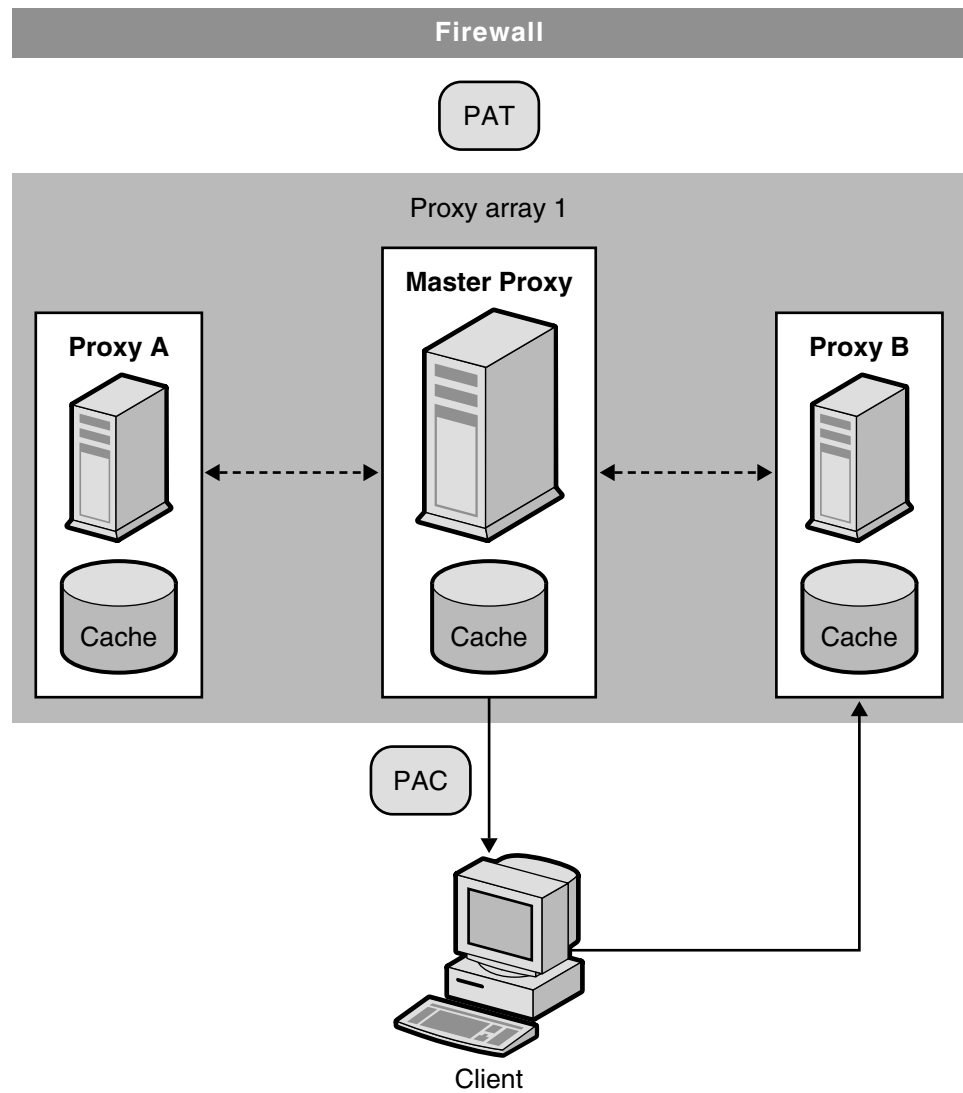 Firewall
PAT
Proxy array 1
Master Proxy
Proxy A
Proxy B
Cache
Cache
Cache
PAC
Client